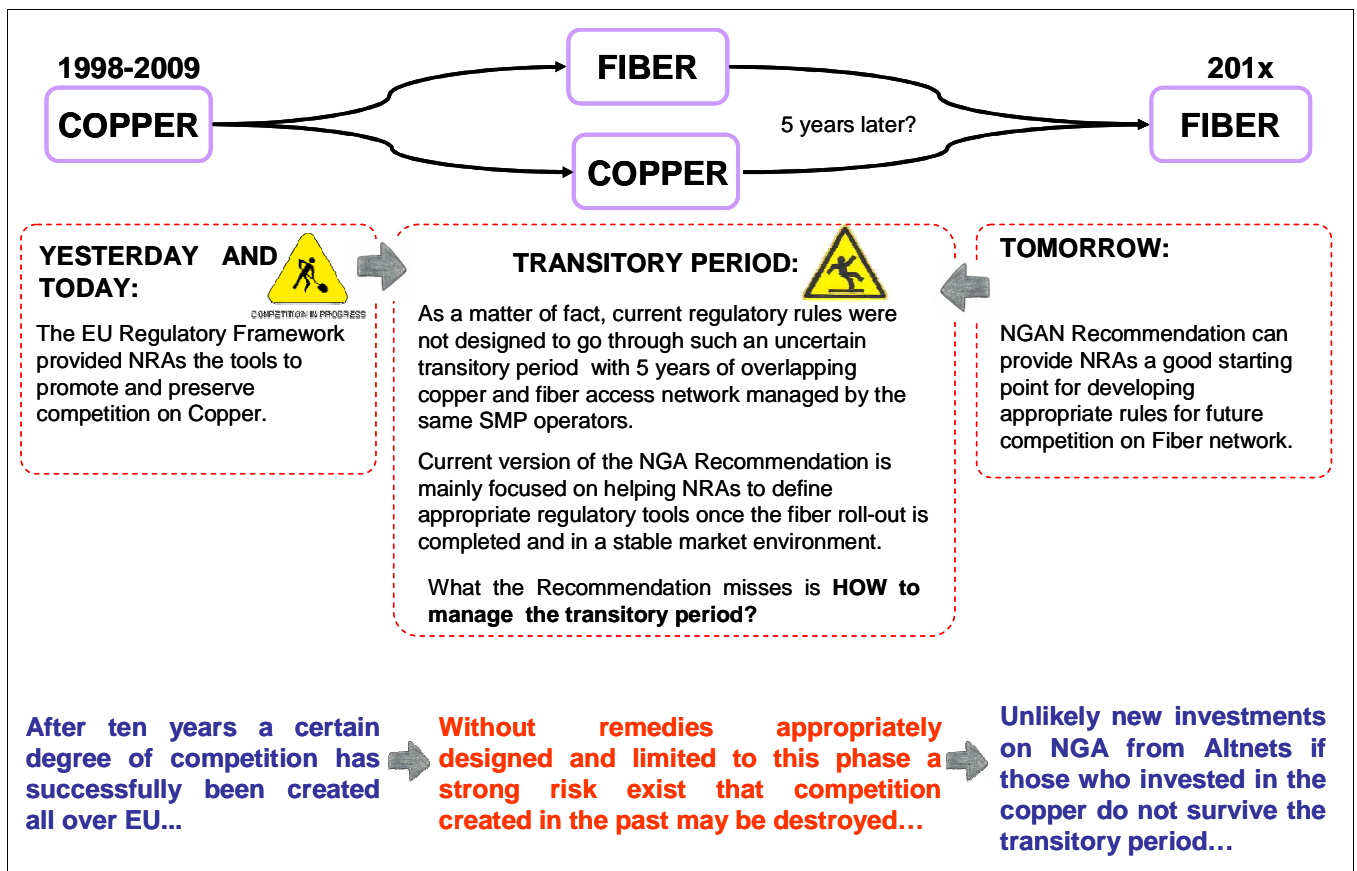 1998-2009
COPPER
FIBER
COPPER
5 years later?
201x
FIBER
YESTERDAY AND
TODAY:
COMPETITION IN PROGRESS
The EU Regulatory Framework
provided NRAs the tools to
promote and preserve
competition on Copper.
TRANSITORY PERIOD:
As a matter of fact, current regulatory rules were
not designed to go through such an uncertain
transitory period with 5 years of overlapping
copper and fiber access network managed by the
same SMP operators.
Current version of the NGA Recommendation is
mainly focused on helping NRAs to define
appropriate regulatory tools once the fiber roll-out is
completed and in a stable market environment.
What the Recommendation misses is HOW to
manage the transitory period?
TOMORROW:
NGAN Recommendation can
provide NRAs a good starting
point for developing
appropriate rules for future
competition on Fiber network.
After ten years a certain
degree of competition has
successfully been created
all over EU...
Without remedies appropriately
designed and limited to this phase a
strong risk exist that competition
created in the past may be destroyed…
Unlikely new investments
on NGA from Altnets if
those who invested in the
copper do not survive the
transitory period…